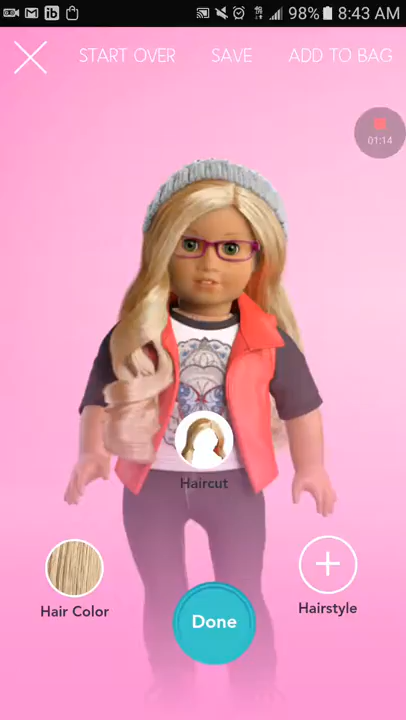 98% 8:43 AM
START OVER SAVE ADD TO BAG
01:14
Haircut
Hair Color
Done
Hairstyle